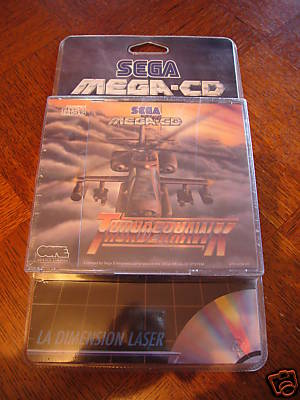 SEGA
MEGA-CD
SEGA
MEGA-CD
THUNDERHAWK
CORE
LA DIMENSION LASER